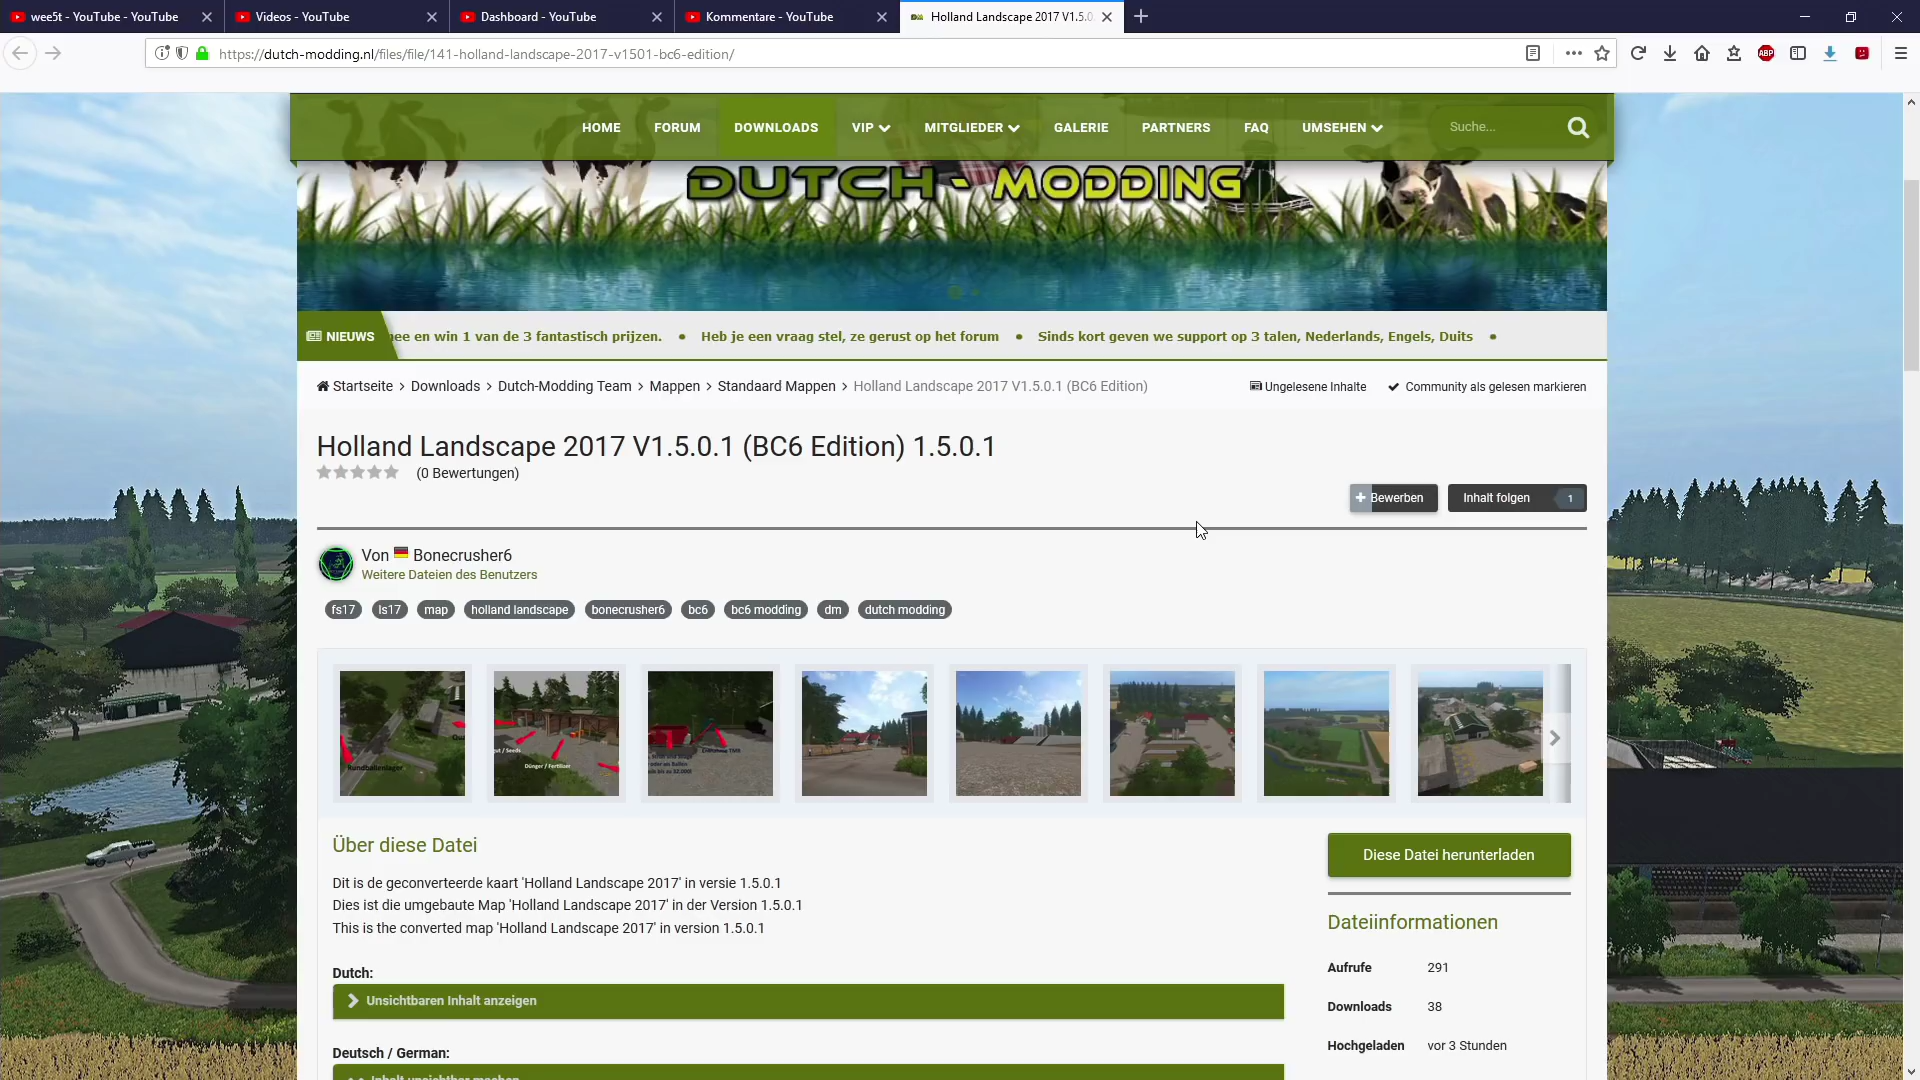 wee5t - YouTube - YouTube
Videos - YouTube
Dashboard - YouTube
Kommentare - YouTube
Holland Landscape 2017 V1.5.0.
https://dutch-modding.nl/files/file/141-holland-landscape-2017-v1501-bc6-edition/
ABP
HOME FORUM DOWNLOADS VIP MITGLIEDER GALERIE PARTNERS FAQ UMSEHEN Suche...
DUTCH - MODDING
NIEUWS ee en win 1 van de 3 fantastisch prijzen. • Heb je een vraag stel, ze gerust op het forum • Sinds kort geven we support op 3 talen, Nederlands, Engels, Duits •
Startseite > Downloads > Dutch-Modding Team > Mappen > Standaard Mappen > Holland Landscape 2017 V1.5.0.1 (BC6 Edition)
Ungelesene Inhalte Community als gelesen markieren
Holland Landscape 2017 V1.5.0.1 (BC6 Edition) 1.5.0.1
(0 Bewertungen)
+ Bewerben Inhalt folgen 1
Von Bonecrusher6
Weitere Dateien des Benutzers
fs17 ls17 map holland landscape bonecrusher6 bc6 bc6 modding dm dutch modding
Rundballenlager
gut / Seeds
Dünger / Fertilizer
Über diese Datei
Dit is de geconverteerde kaart 'Holland Landscape 2017' in versie 1.5.0.1
Dies ist die umgebaute Map 'Holland Landscape 2017' in der Version 1.5.0.1
This is the converted map 'Holland Landscape 2017' in version 1.5.0.1
Dutch:
Unsichtbaren Inhalt anzeigen
Deutsch / German:
Inhalt unsichtbar machen
Diese Datei herunterladen
Dateiinformationen
Aufrufe 291
Downloads 38
Hochgeladen vor 3 Stunden